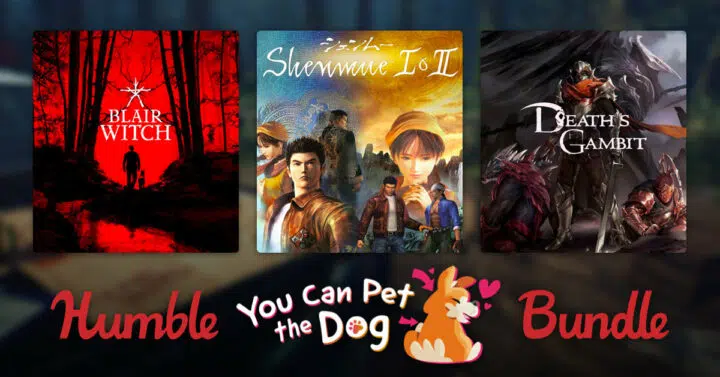 BLAIR
WITCH
シェンムー
Shenmue I & II
DEATH'S
GAMBIT
Humble
You Can Pet
the Dog
Bundle